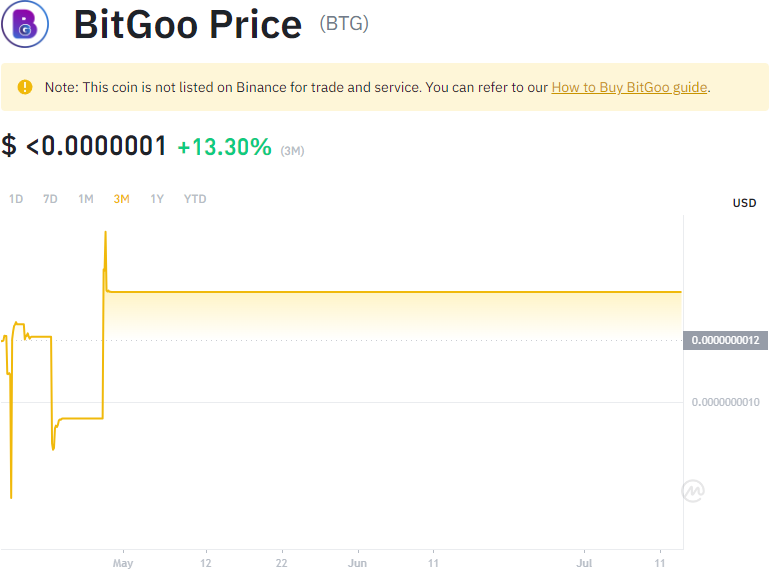 BitGoo Price (BTG)
Note: This coin is not listed on Binance for trade and service. You can refer to our How to Buy BitGoo guide.
$ <0.0000001 +13.30% (3M)
1D 7D 1M 3M 1Y YTD
USD
0.0000000012
0.0000000010
May 12 22 Jun 11 Jul 11